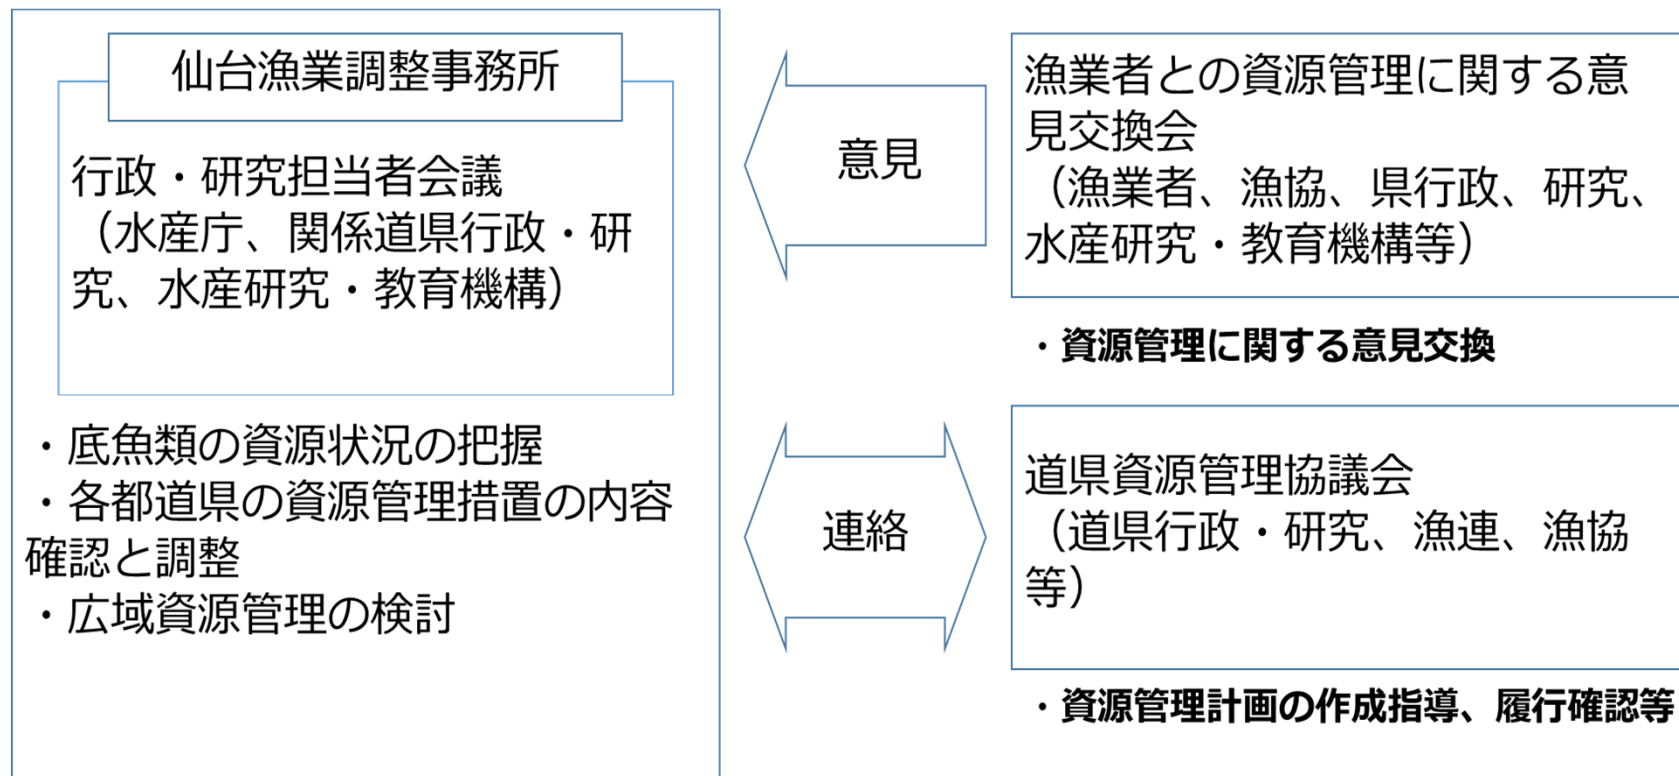 仙台漁業調整事務所
行政・研究担当者会議
（水産庁、関係道県行政・研
究、水産研究・教育機構）
・底魚類の資源状況の把握
・各都道県の資源管理措置の内容
確認と調整
・広域資源管理の検討
意見
連絡
漁業者との資源管理に関する意
見交換会
（漁業者、漁協、県行政、研究、
水産研究・教育機構等）
・資源管理に関する意見交換
道県資源管理協議会
（道県行政・研究、漁連、漁協
等）
・資源管理計画の作成指導、履行確認等